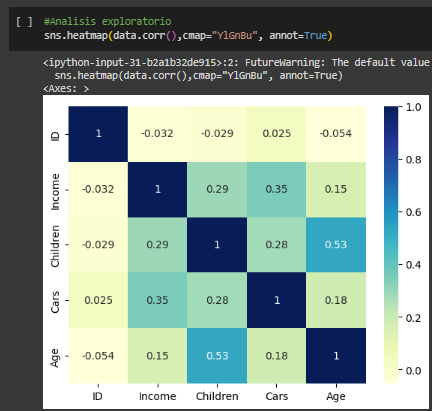 [ ] #Analisis exploratorio
sns.heatmap(data.corr(),cmap="YlGnBu", annot=True)
<ipython-input-31-b2a1b32de915>:2: FutureWarning: The default value
sns.heatmap(data.corr(),cmap="YlGnBu", annot=True)
<Axes: >
ID 1 -0.032 -0.029 0.025 -0.054
Income -0.032 1 0.29 0.35 0.15
Children -0.029 0.29 1 0.28 0.53
Cars 0.025 0.35 0.28 1 0.18
Age -0.054 0.15 0.53 0.18 1
ID Income Children Cars Age
1.0
0.8
0.6
0.4
0.2
0.0